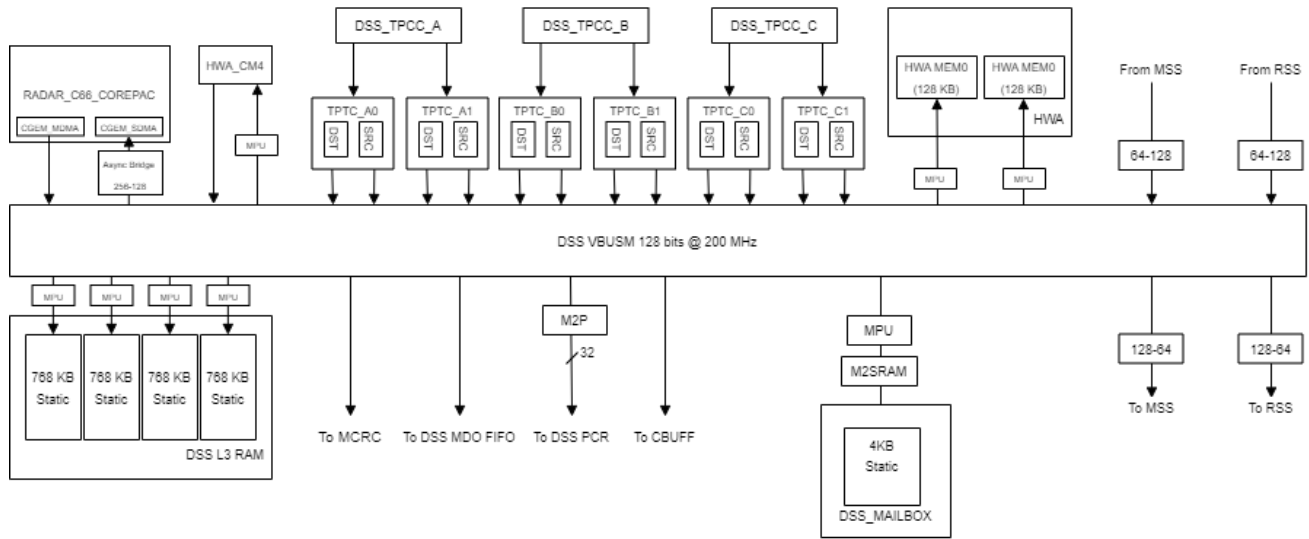 DSS_TPCC_A
DSS_TPCC_B
DSS_TPCC_C
RADAR_C66_COREPAC
CGEM_MDMA
CGEM_SDMA
Async Bridge
256-128
HWA_CM4
MPU
TPTC_A0
DST
SRC
TPTC_A1
DST
SRC
TPTC_B0
DST
SRC
TPTC_B1
DST
SRC
TPTC_C0
DST
SRC
TPTC_C1
DST
SRC
HWA MEM0
(128 KB)
HWA MEM0
(128 KB)
HWA
MPU
MPU
From MSS
64-128
From RSS
64-128
DSS VBUSM 128 bits @ 200 MHz
MPU
MPU
MPU
MPU
768 KB
Static
768 KB
Static
768 KB
Static
768 KB
Static
DSS L3 RAM
To MCRC
To DSS MDO FIFO
M2P
32
To DSS PCR
To CBUFF
MPU
M2SRAM
4KB
Static
DSS_MAILBOX
128-64
To MSS
128-64
To RSS